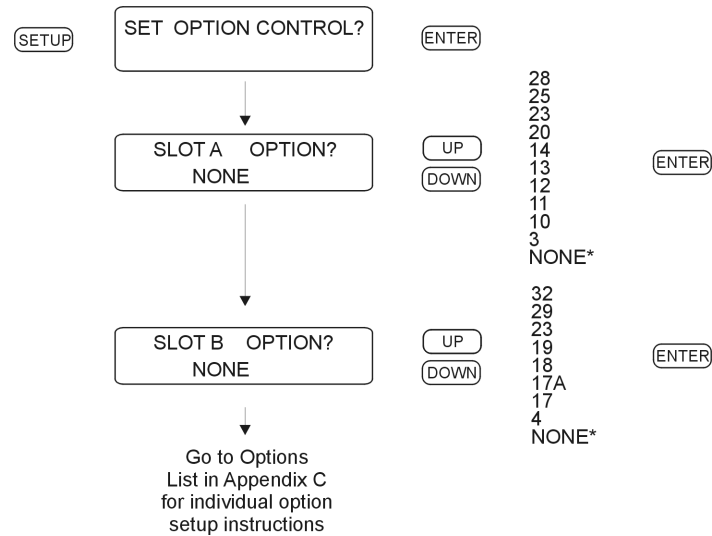 SETUP
SET OPTION CONTROL?
ENTER
SLOT A OPTION?
NONE
UP
DOWN
28
25
23
20
14
13
12
11
10
3
NONE*
ENTER
SLOT B OPTION?
NONE
UP
DOWN
32
29
23
19
18
17A
17
4
NONE*
ENTER
Go to Options
List in Appendix C
for individual option
setup instructions